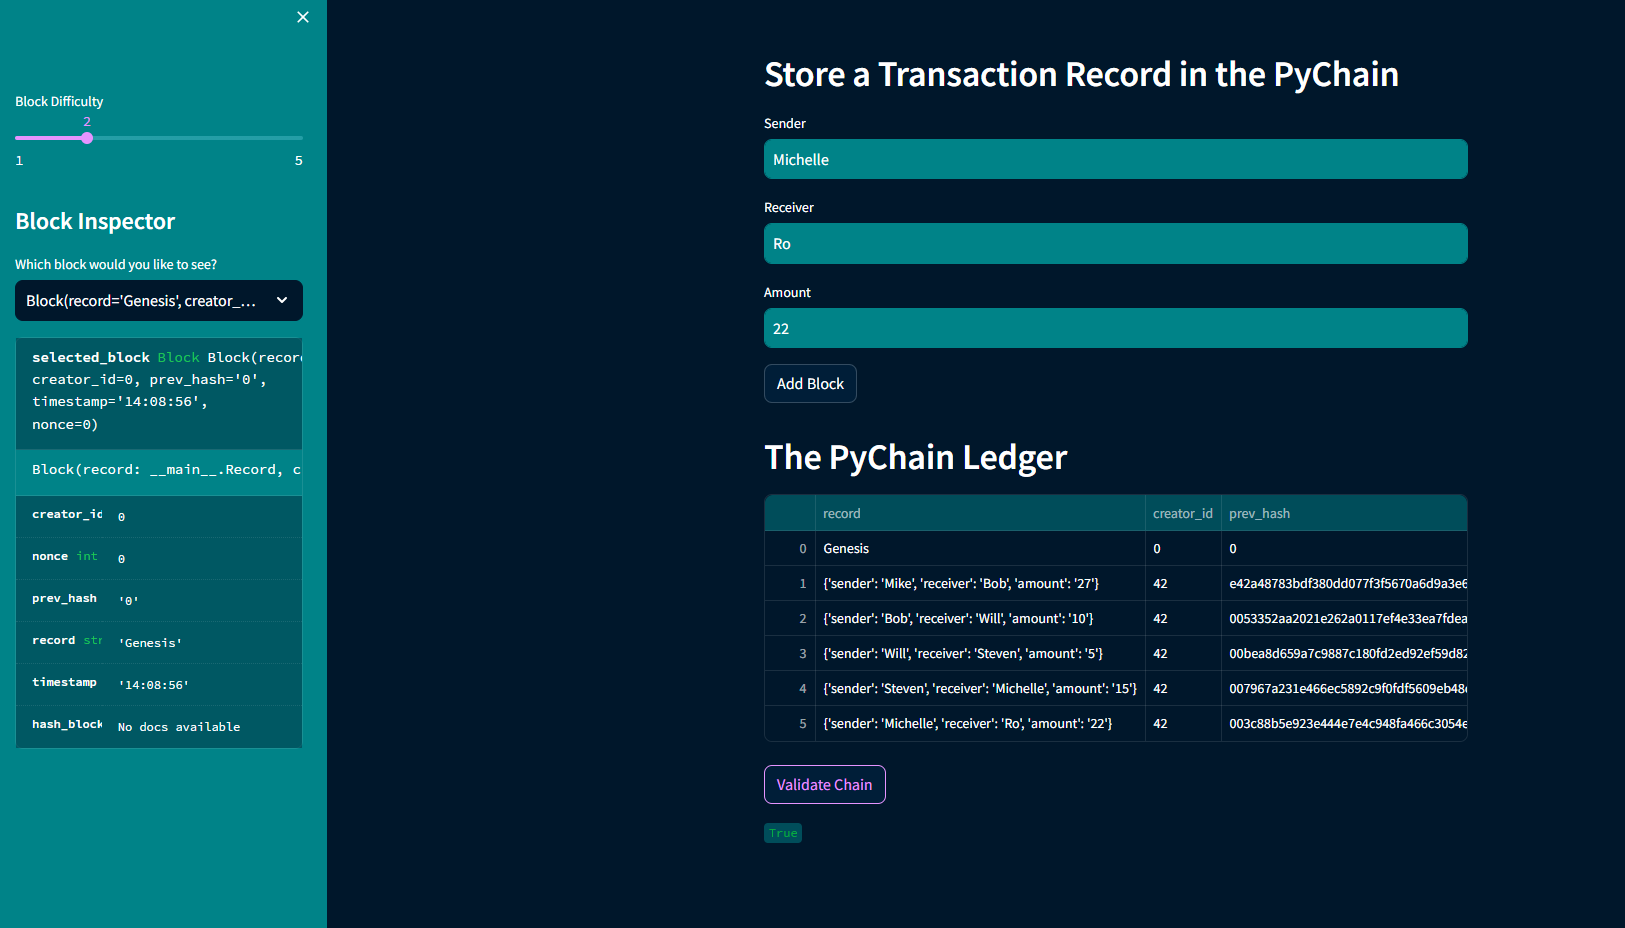 Block Difficulty
2
1 5
Block Inspector
Which block would you like to see?
Block(record='Genesis', creator_...
selected_block Block Block(recor
creator_id=0, prev_hash='0',
timestamp='14:08:56',
nonce=0)
Block(record: __main__.Record, c
creator_id 0
nonce int 0
prev_hash '0'
record str 'Genesis'
timestamp '14:08:56'
hash_block No docs available
Store a Transaction Record in the PyChain
Sender
Michelle
Receiver
Ro
Amount
22
Add Block
The PyChain Ledger
record creator_id prev_hash
0 Genesis 0 0
1 {'sender': 'Mike', 'receiver': 'Bob', 'amount': '27'} 42 e42a48783bdf380dd077f3f5670a6d9a3e6
2 {'sender': 'Bob', 'receiver': 'Will', 'amount': '10'} 42 0053352aa2021e262a0117ef4e33ea7fdea
3 {'sender': 'Will', 'receiver': 'Steven', 'amount': '5'} 42 00bea8d659a7c9887c180fd2ed92ef59d82
4 {'sender': 'Steven', 'receiver': 'Michelle', 'amount': '15'} 42 007967a231e466ec5892c9f0fdf5609eb48
5 {'sender': 'Michelle', 'receiver': 'Ro', 'amount': '22'} 42 003c88b5e923e444e7e4c948fa466c3054e
Validate Chain
True